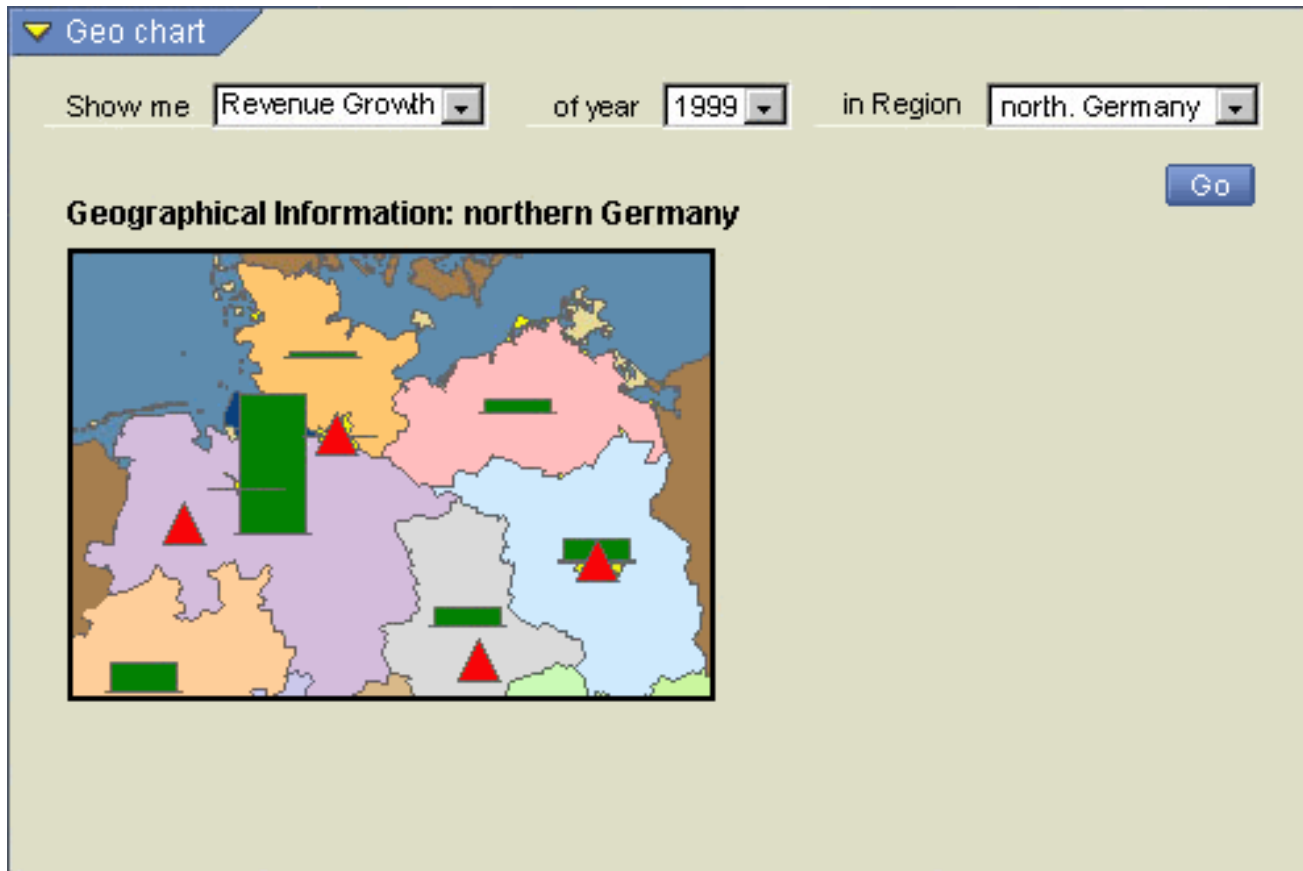 Geo chart
Show me Revenue Growth of year 1999 in Region north. Germany
Go
Geographical Information: northern Germany